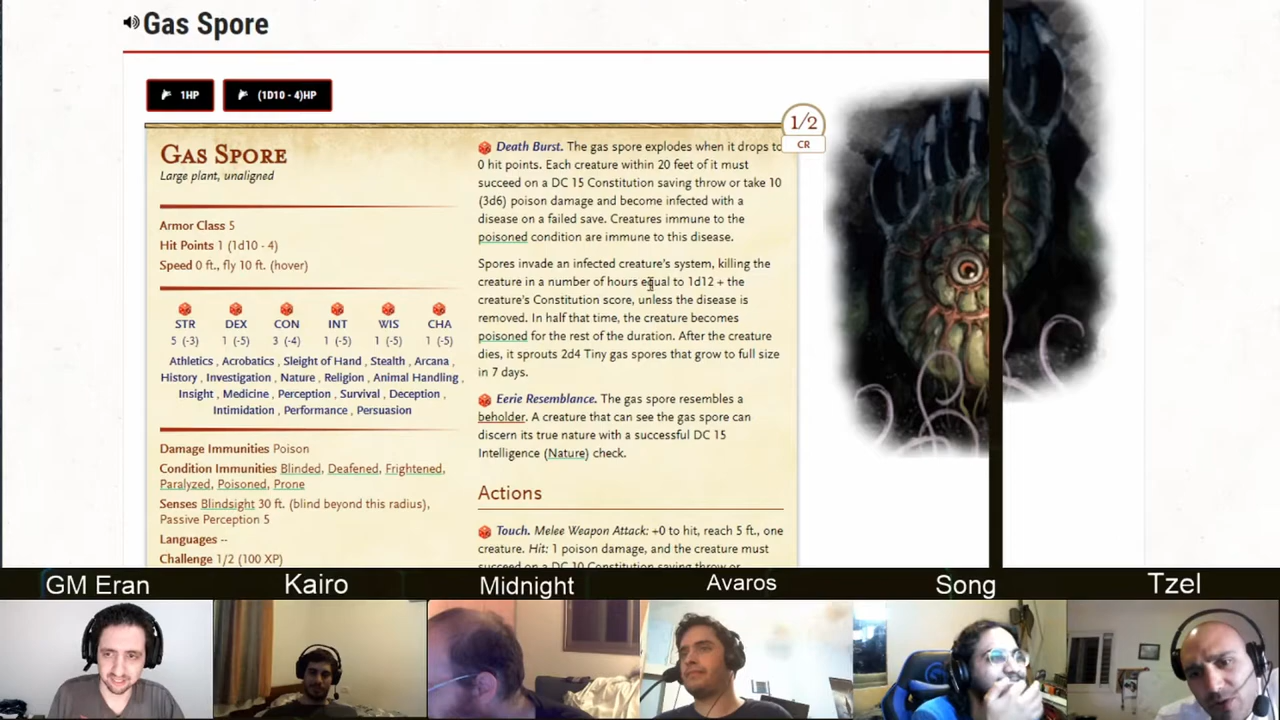 Gas Spore
1HP
(1D10 - 4)HP
1/2
CR
GAS SPORE
Large plant, unaligned
Armor Class 5
Hit Points 1 (1d10 - 4)
Speed 0 ft., fly 10 ft. (hover)
STR DEX CON INT WIS CHA
5 (-3) 1 (-5) 3 (-4) 1 (-5) 1 (-5) 1 (-5)
Athletics , Acrobatics , Sleight of Hand , Stealth , Arcana ,
History , Investigation , Nature , Religion , Animal Handling ,
Insight , Medicine , Perception , Survival , Deception ,
Intimidation , Performance , Persuasion
Damage Immunities Poison
Condition Immunities Blinded, Deafened, Frightened,
Paralyzed, Poisoned, Prone
Senses Blindsight 30 ft. (blind beyond this radius),
Passive Perception 5
Languages --
Challenge 1/2 (100 XP)
Death Burst. The gas spore explodes when it drops to
0 hit points. Each creature within 20 feet of it must
succeed on a DC 15 Constitution saving throw or take 10
(3d6) poison damage and become infected with a
disease on a failed save. Creatures immune to the
poisoned condition are immune to this disease.
Spores invade an infected creature's system, killing the
creature in a number of hours equal to 1d12 + the
creature's Constitution score, unless the disease is
removed. In half that time, the creature becomes
poisoned for the rest of the duration. After the creature
dies, it sprouts 2d4 Tiny gas spores that grow to full size
in 7 days.
Eerie Resemblance. The gas spore resembles a
beholder. A creature that can see the gas spore can
discern its true nature with a successful DC 15
Intelligence (Nature) check.
Actions
Touch. Melee Weapon Attack: +0 to hit, reach 5 ft., one
creature. Hit: 1 poison damage, and the creature must
succeed on a DC 10 Constitution saving throw or
GM Eran
Kairo
Midnight
Avaros
Song
Tzel